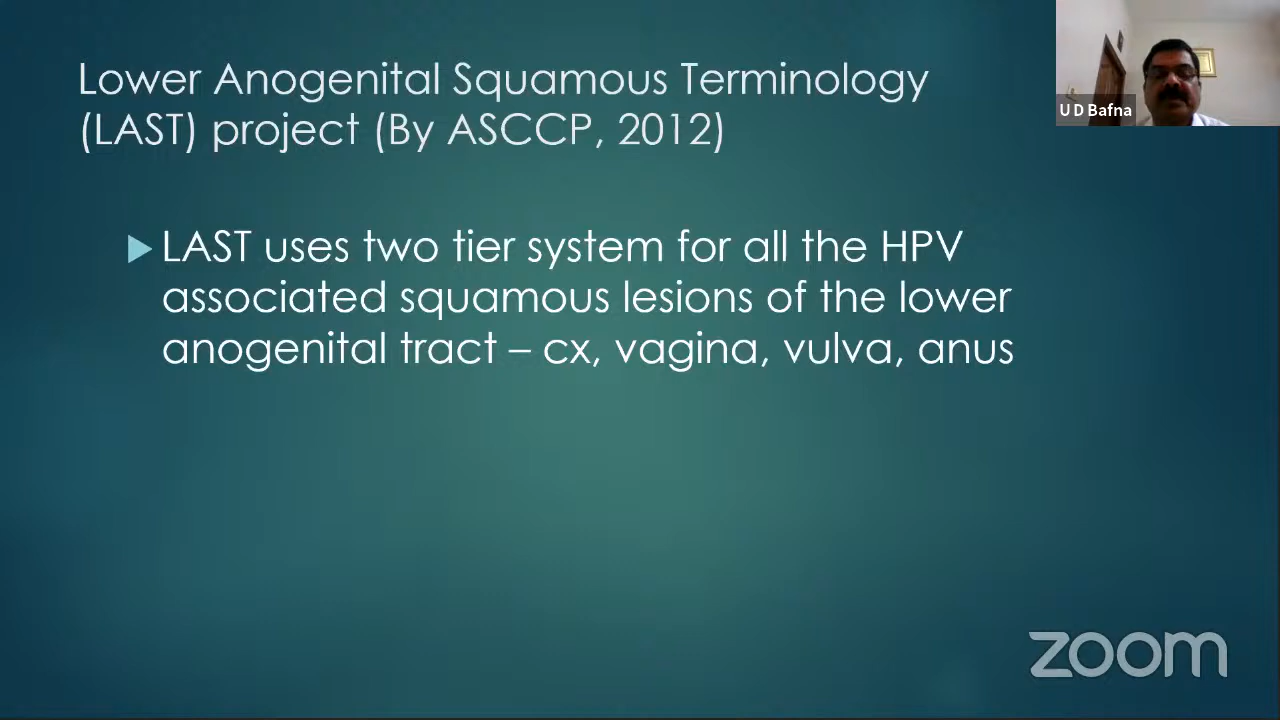 Lower Anogenital Squamous Terminology
(LAST) project (By ASCCP, 2012)
U D Bafna
LAST uses two tier system for all the HPV
associated squamous lesions of the lower
anogenital tract – cx, vagina, vulva, anus
zoom